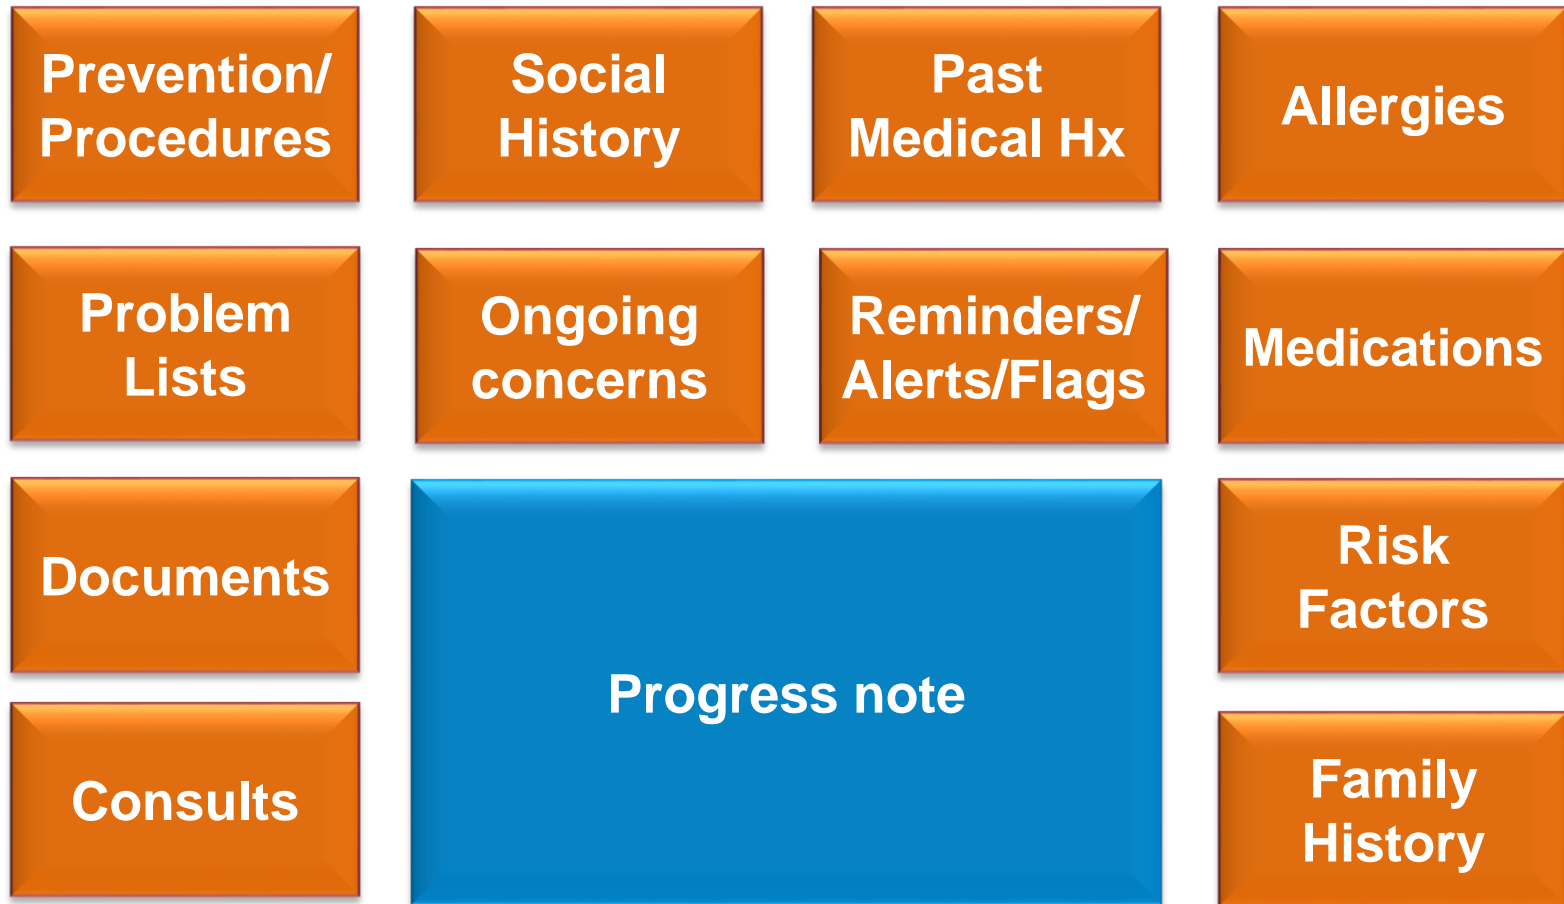 Prevention/
Procedures
Social
History
Past
Medical Hx
Allergies
Problem
Lists
Ongoing
concerns
Reminders/
Alerts/Flags
Medications
Documents
Progress note
Risk
Factors
Consults
Family
History